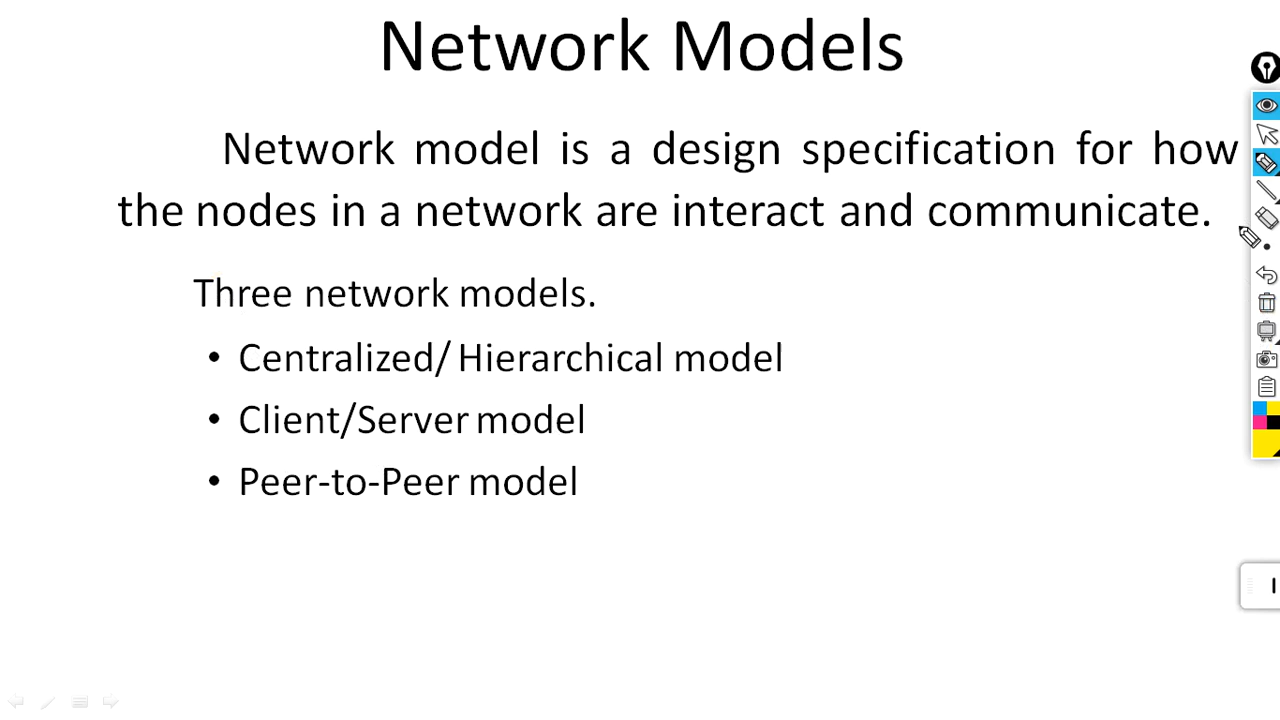 Network Models
Network model is a design specification for how
the nodes in a network are interact and communicate.
Three network models.
• Centralized/ Hierarchical model
• Client/Server model
• Peer-to-Peer model